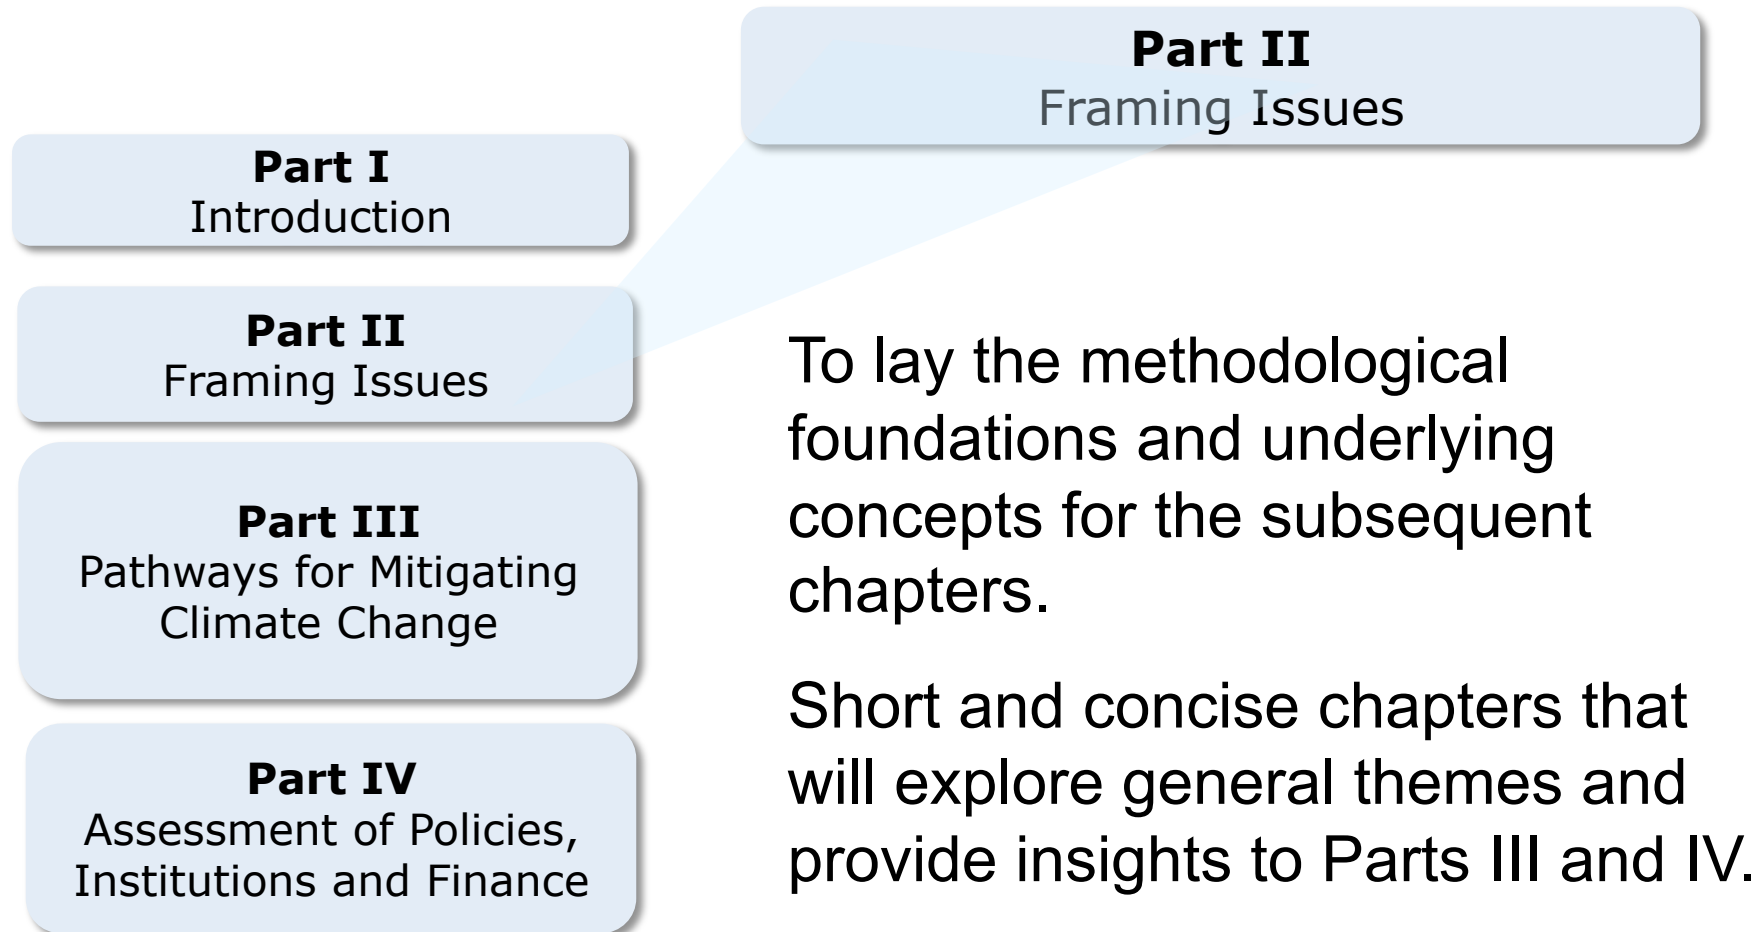 Part II
Framing Issues
Part I
Introduction
Part II
Framing Issues
Part III
Pathways for Mitigating
Climate Change
Part IV
Assessment of Policies,
Institutions and Finance
To lay the methodological
foundations and underlying
concepts for the subsequent
chapters.
Short and concise chapters that
will explore general themes and
provide insights to Parts III and IV.